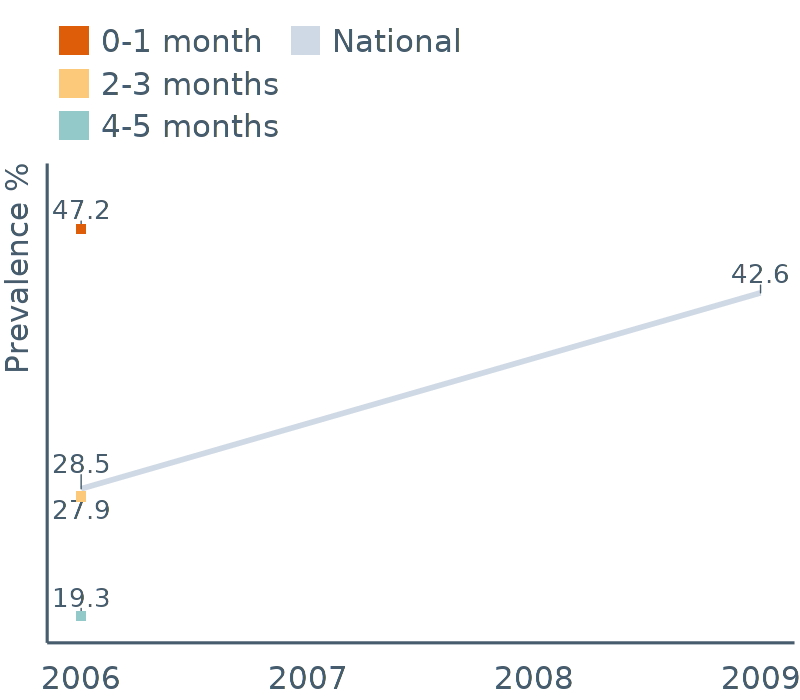 0-1 month
National
2-3 months
4-5 months
Prevalence %
47.2
42.6
28.5
27.9
19.3
2006
2007
2008
2009